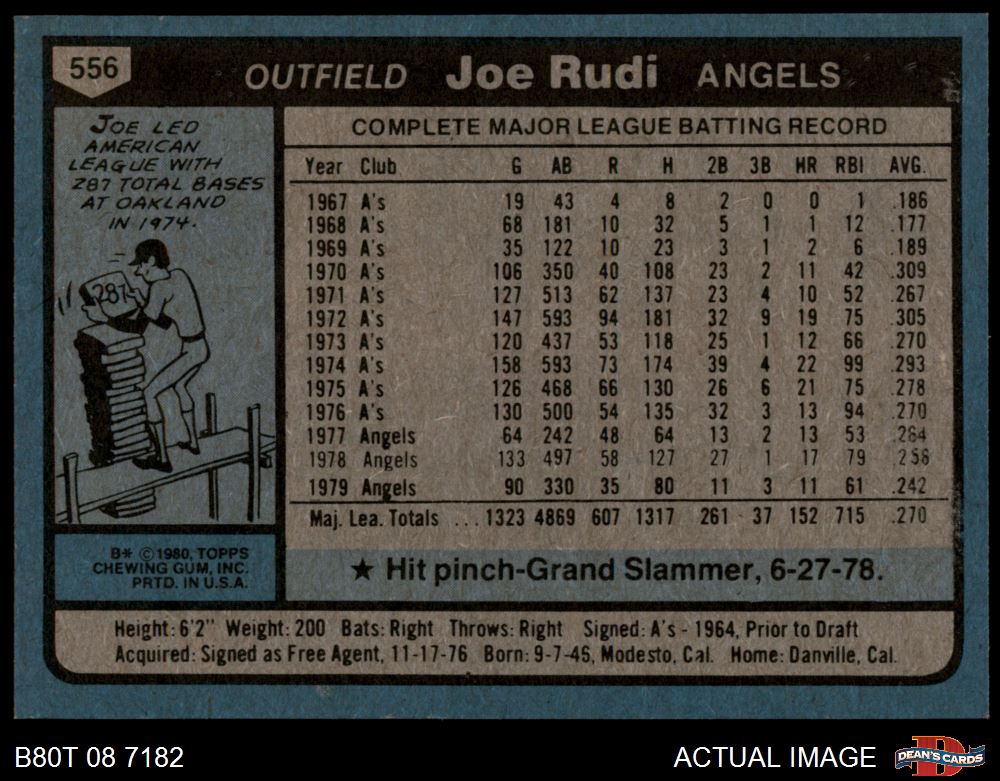 556
OUTFIELD Joe Rudi ANGELS
JOE LED
AMERICAN
LEAGUE WITH
287 TOTAL BASES
AT OAKLAND
IN 1974.
287
B* ©1980, TOPPS
CHEWING GUM, INC.
PRTD. IN U.S.A.
COMPLETE MAJOR LEAGUE BATTING RECORD
Year Club G AB R H 2B 3B HR RBI AVG.
1967 A's 19 43 4 8 2 0 0 1 .186
1968 A's 68 181 10 32 5 1 1 12 .177
1969 A's 35 122 10 23 3 1 2 6 .189
1970 A's 106 350 40 108 23 2 11 42 .309
1971 A's 127 513 62 137 23 4 10 52 .267
1972 A's 147 593 94 181 32 9 19 75 .305
1973 A's 120 437 53 118 25 1 12 66 .270
1974 A's 158 593 73 174 39 4 22 99 .293
1975 A's 126 468 66 130 26 6 21 75 .278
1976 A's 130 500 54 135 32 3 13 94 .270
1977 Angels 64 242 48 64 13 2 13 53 .264
1978 Angels 133 497 58 127 27 1 17 79 .256
1979 Angels 90 330 35 80 11 3 11 61 .242
Maj. Lea. Totals ... 1323 4869 607 1317 261 37 152 715 .270
★ Hit pinch-Grand Slammer, 6-27-78.
Height: 6'2" Weight: 200 Bats: Right Throws: Right Signed: A's - 1964, Prior to Draft
Acquired: Signed as Free Agent, 11-17-76 Born: 9-7-45, Modesto, Cal. Home: Danville, Cal.
B80T 08 7182
ACTUAL IMAGE
D
DEAN'S CARDS